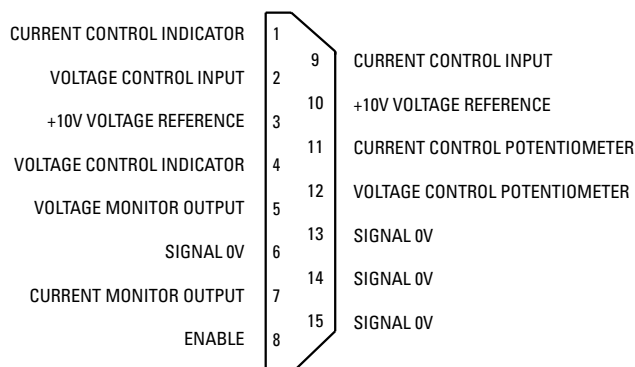 CURRENT CONTROL INDICATOR 1
9 CURRENT CONTROL INPUT
VOLTAGE CONTROL INPUT 2
10 +10V VOLTAGE REFERENCE
+10V VOLTAGE REFERENCE 3
11 CURRENT CONTROL POTENTIOMETER
VOLTAGE CONTROL INDICATOR 4
12 VOLTAGE CONTROL POTENTIOMETER
VOLTAGE MONITOR OUTPUT 5
13 SIGNAL 0V
SIGNAL 0V 6
14 SIGNAL 0V
CURRENT MONITOR OUTPUT 7
15 SIGNAL 0V
ENABLE 8